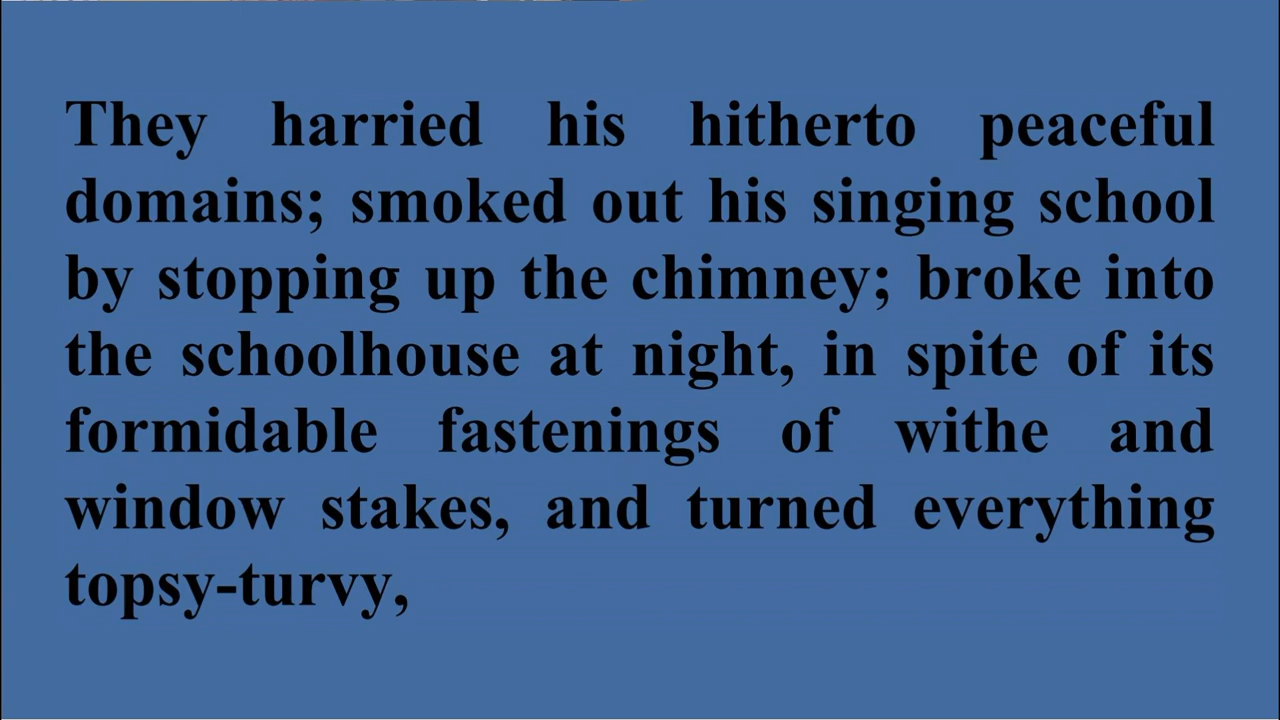 They harried his hitherto peaceful
domains; smoked out his singing school
by stopping up the chimney; broke into
the schoolhouse at night, in spite of its
formidable fastenings of withe and
window stakes, and turned everything
topsy-turvy,